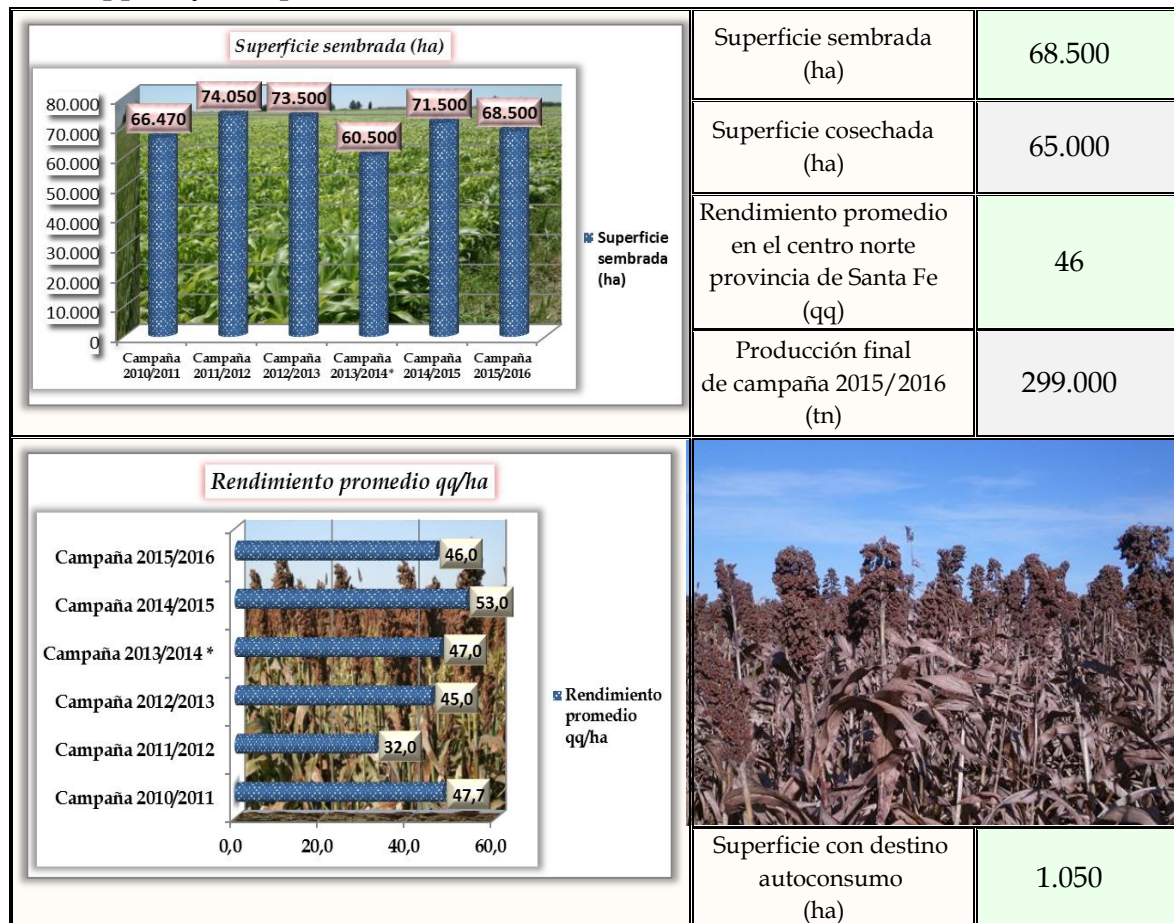 Superficie sembrada (ha)
80.000
70.000
60.000
50.000
40.000
30.000
20.000
10.000
0
66.470
74.050
73.500
60.500
71.500
68.500
Campaña
2010/2011
Campaña
2011/2012
Campaña
2012/2013
Campaña
2013/2014*
Campaña
2014/2015
Campaña
2015/2016
Superficie
sembrada
(ha)
Superficie sembrada
(ha)
68.500
Superficie cosechada
(ha)
65.000
Rendimiento promedio
en el centro norte
provincia de Santa Fe
(qq)
46
Producción final
de campaña 2015/2016
(tn)
299.000
Rendimiento promedio qq/ha
Campaña 2015/2016
46,0
Campaña 2014/2015
53,0
Campaña 2013/2014 *
47,0
Campaña 2012/2013
45,0
Campaña 2011/2012
32,0
Campaña 2010/2011
47,7
0,0 20,0 40,0 60,0
Rendimiento
promedio
qq/ha
Superficie con destino
autoconsumo
(ha)
1.050